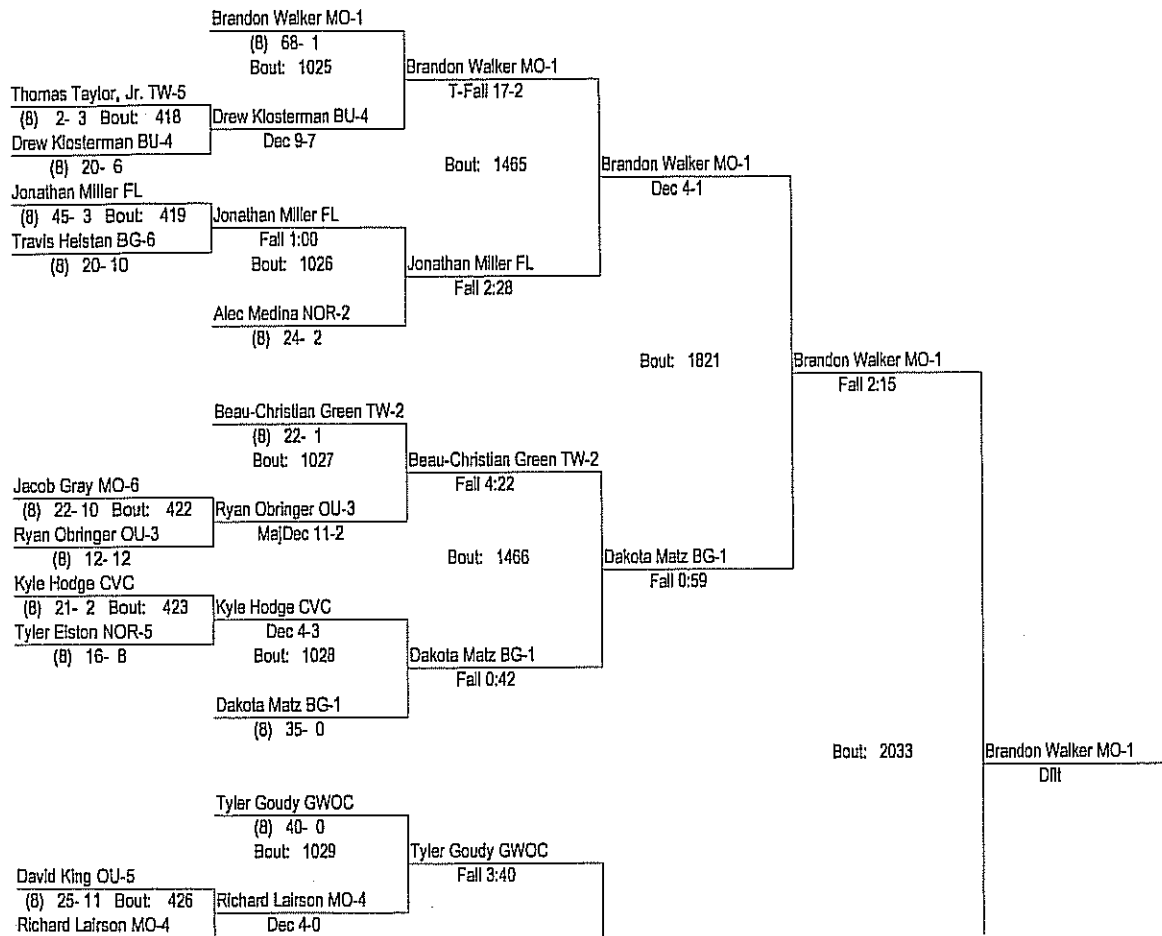 Brandon Walker MO-1
(8) 68- 1
Bout: 1025
Brandon Walker MO-1
T-Fall 17-2
Thomas Taylor, Jr. TW-5
(8) 2- 3 Bout: 418
Drew Klosterman BU-4
Drew Klosterman BU-4
Dec 9-7
(8) 20- 6
Bout: 1465
Brandon Walker MO-1
Dec 4-1
Jonathan Miller FL
(8) 45- 3 Bout: 419
Jonathan Miller FL
Travis Heistan BG-6
Fall 1:00
(8) 20- 10
Bout: 1026
Jonathan Miller FL
Fall 2:28
Alec Medina NOR-2
(8) 24- 2
Bout: 1821
Brandon Walker MO-1
Fall 2:15
Beau-Christian Green TW-2
(8) 22- 1
Bout: 1027
Beau-Christian Green TW-2
Fall 4:22
Jacob Gray MO-6
(8) 22- 10 Bout: 422
Ryan Obringer OU-3
Ryan Obringer OU-3
MajDec 11-2
(8) 12- 12
Bout: 1466
Dakota Matz BG-1
Fall 0:59
Kyle Hodge CVC
(8) 21- 2 Bout: 423
Kyle Hodge CVC
Tyler Elston NOR-5
Dec 4-3
(8) 16- 8
Bout: 1028
Dakota Matz BG-1
Fall 0:42
Dakota Matz BG-1
(8) 35- 0
Bout: 2033
Brandon Walker MO-1
Dflt
Tyler Goudy GWOC
(8) 40- 0
Bout: 1029
Tyler Goudy GWOC
Fall 3:40
David King OU-5
(8) 25- 11 Bout: 426
Richard Lairson MO-4
Richard Lairson MO-4
Dec 4-0